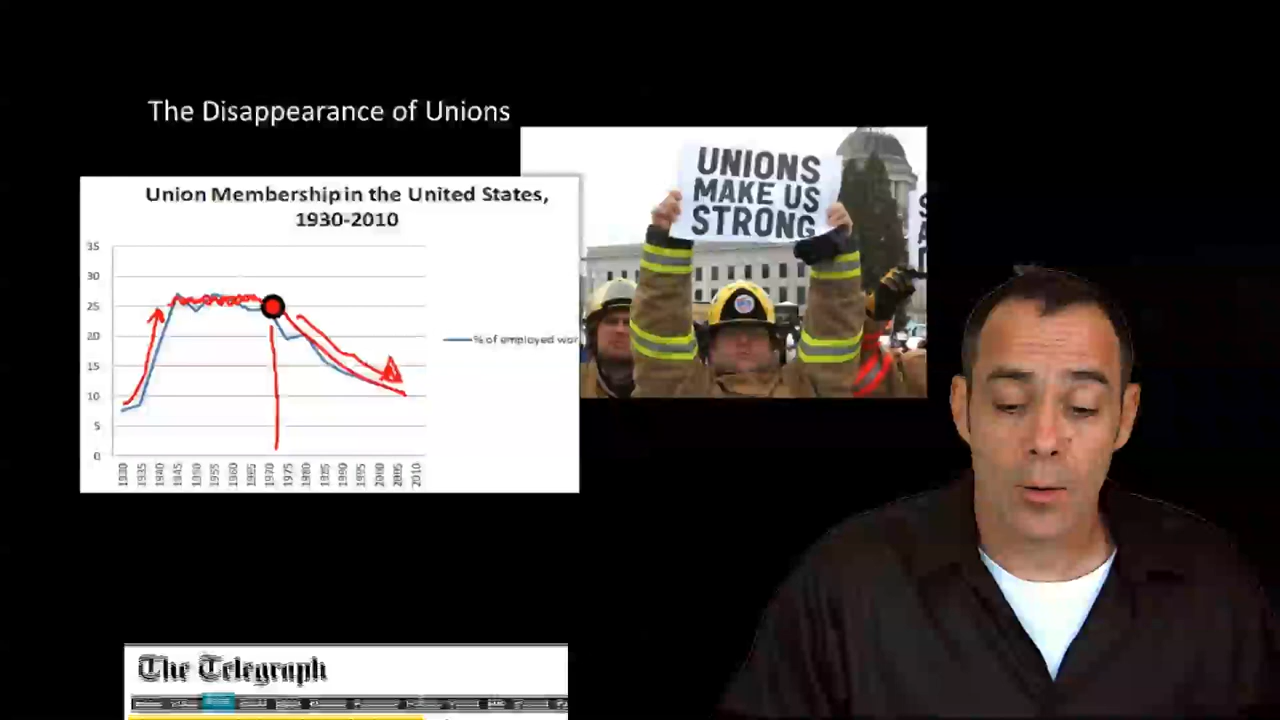 The Disappearance of Unions
UNIONS
MAKE US
STRONG
Union Membership in the United States,
1930-2010
35
30
25
20
15
10
5
0
% of employed wor
1930 1935 1940 1945 1950 1955 1960 1965 1970 1975 1980 1985 1990 1995 2000 2005 2010
The Telegraph